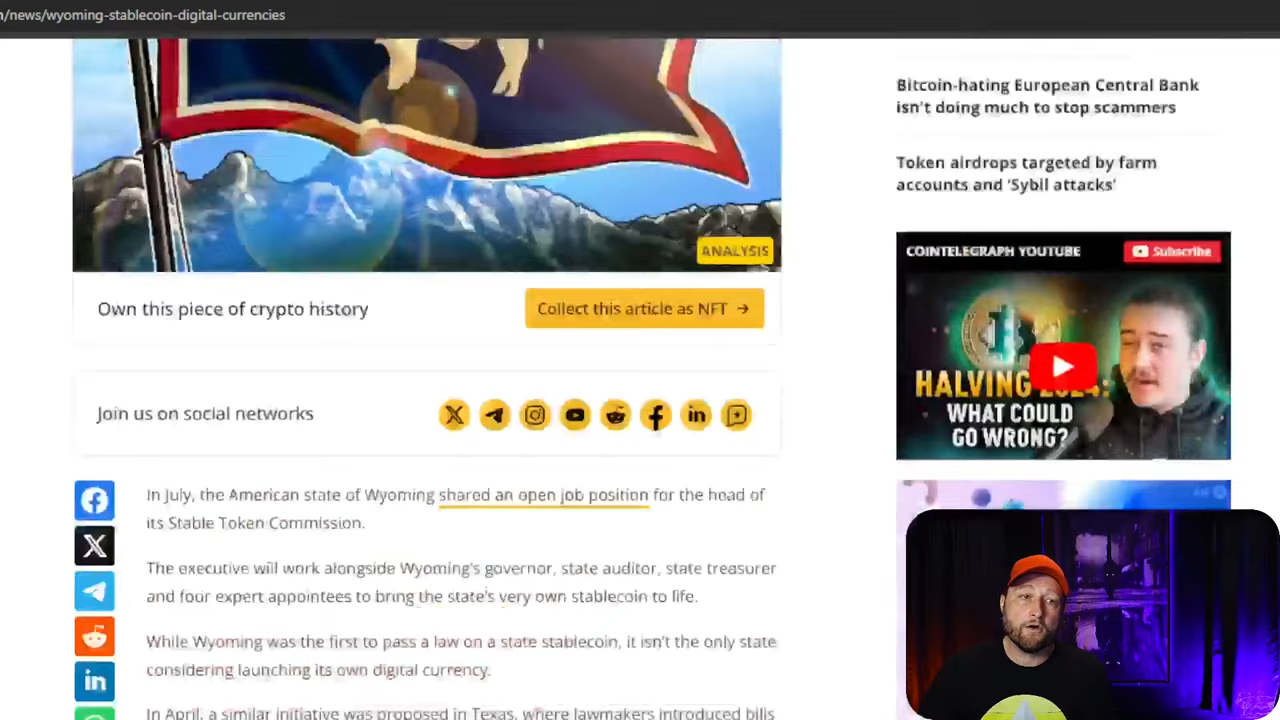 /news/wyoming-stablecoin-digital-currencies
ANALYSIS
Own this piece of crypto history
Collect this article as NFT →
Join us on social networks
In July, the American state of Wyoming shared an open job position for the head of
its Stable Token Commission.
The executive will work alongside Wyoming's governor, state auditor, state treasurer
and four expert appointees to bring the state's very own stablecoin to life.
While Wyoming was the first to pass a law on a state stablecoin, it isn't the only state
considering launching its own digital currency.
In April, a similar initiative was proposed in Texas, where lawmakers introduced bills
Bitcoin-hating European Central Bank
isn't doing much to stop scammers
Token airdrops targeted by farm
accounts and 'Sybil attacks'
COINTELEGRAPH YOUTUBE
Subscribe
HALVING 2024:
WHAT COULD
GO WRONG?